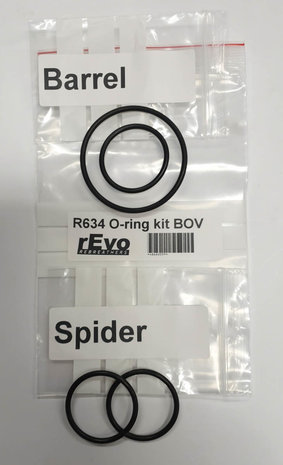 Barrel
R634 O-ring kit BOV
rEvo
REBREATHERS
Spider